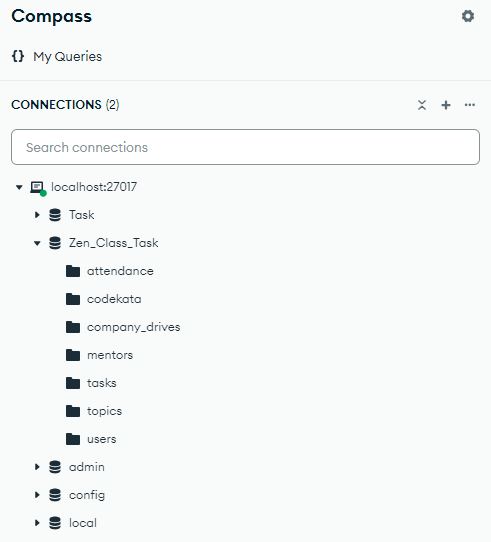 Compass
{} My Queries
CONNECTIONS (2)
Search connections
localhost:27017
Task
Zen_Class_Task
attendance
codekata
company_drives
mentors
tasks
topics
users
admin
config
local